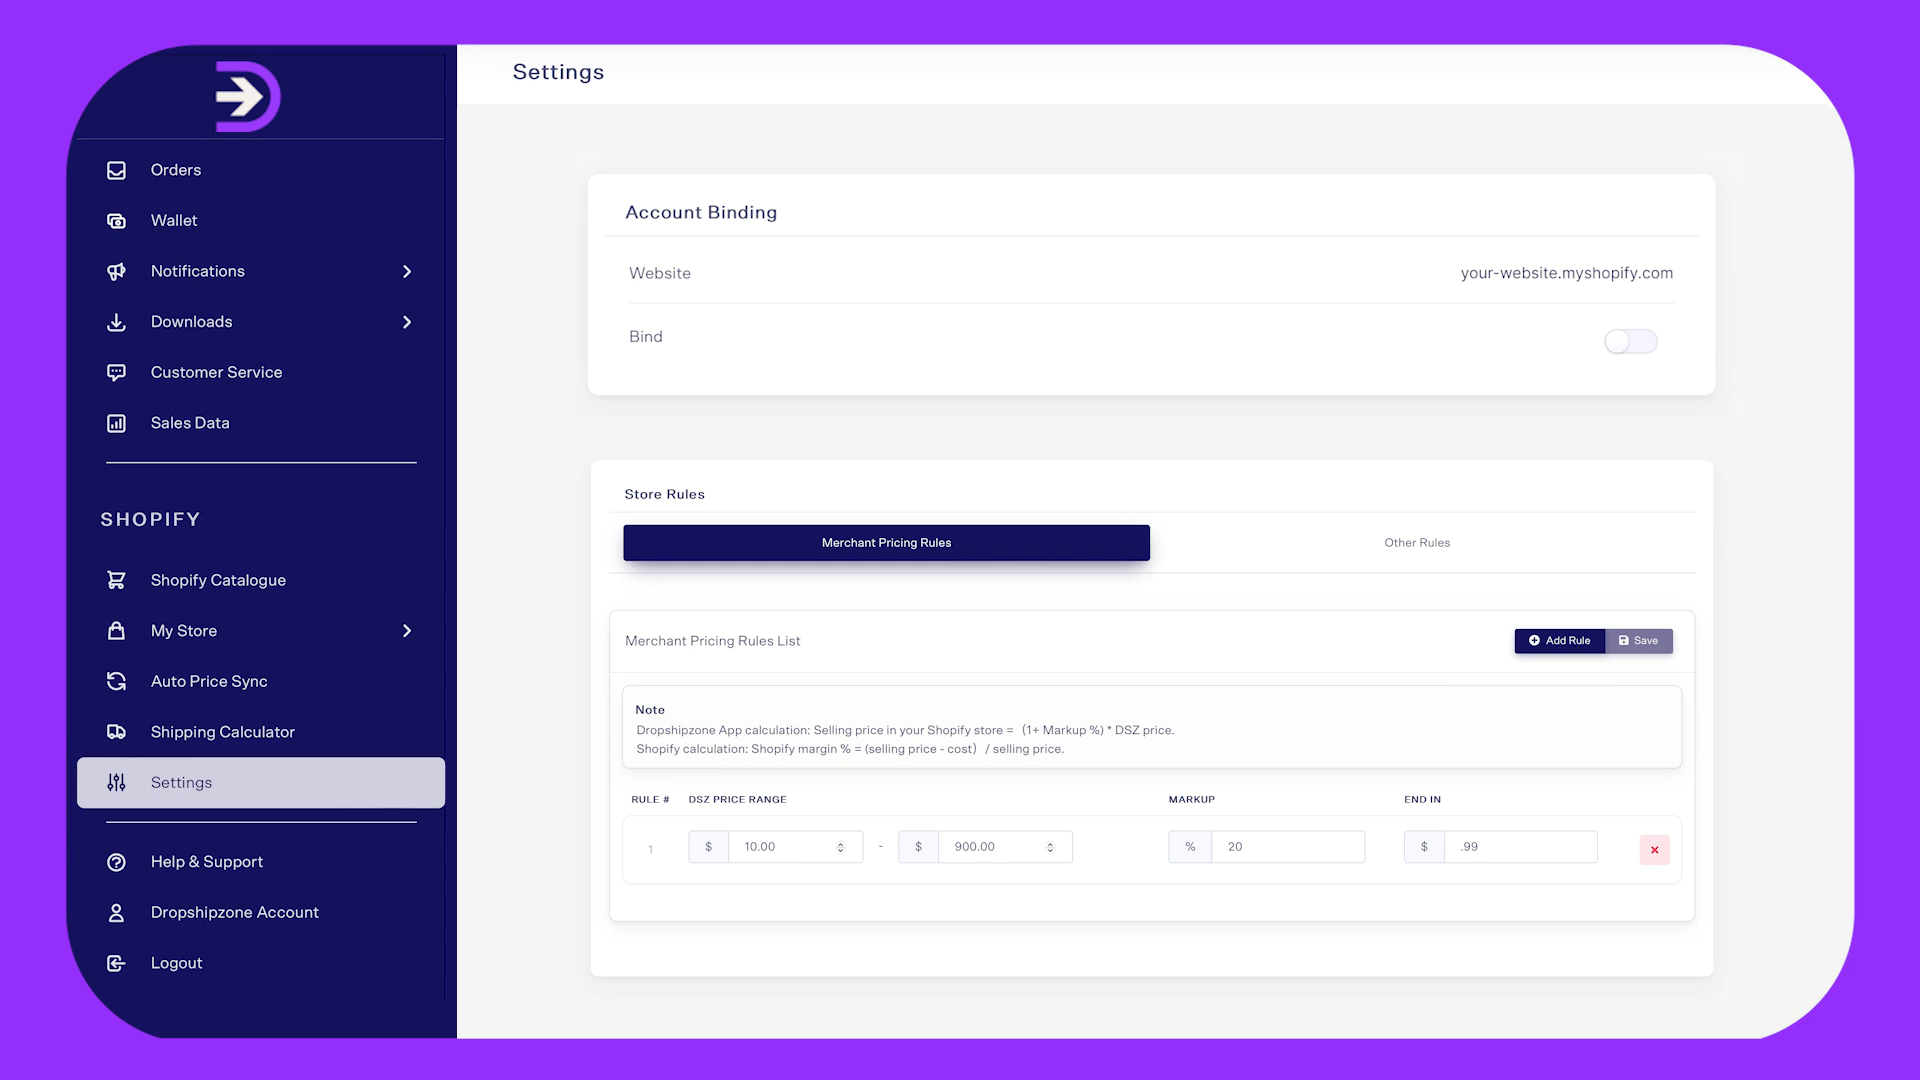 Settings
Orders
Wallet
Notifications
Downloads
Customer Service
Sales Data
SHOPIFY
Shopify Catalogue
My Store
Auto Price Sync
Shipping Calculator
Settings
Help & Support
Dropshipzone Account
Logout
Account Binding
Website your-website.myshopify.com
Bind
Store Rules
Merchant Pricing Rules Other Rules
Merchant Pricing Rules List Add Rule Save
Note
Dropshipzone App calculation: Selling price in your Shopify store = (1+ Markup %) * DSZ price.
Shopify calculation: Shopify margin % = (selling price - cost) / selling price.
RULE # DSZ PRICE RANGE MARKUP END IN
1 $ 10.00 - $ 900.00 % 20 $ .99